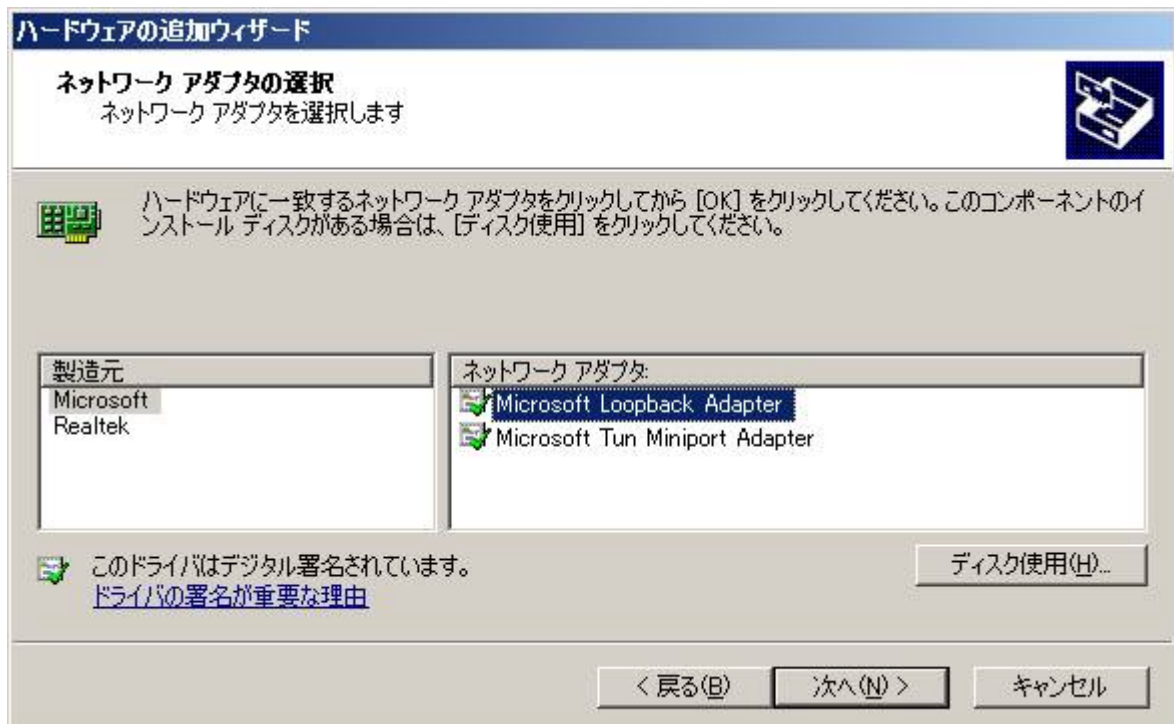 ハードウェアの追加ウィザード
ネットワーク アダプタの選択
ネットワーク アダプタを選択します
ハードウェアに一致するネットワーク アダプタをクリックしてから [OK] をクリックしてください。このコンポーネントのイ
ンストール ディスクがある場合は、[ディスク使用] をクリックしてください。
製造元
Microsoft
Realtek
ネットワーク アダプタ:
Microsoft Loopback Adapter
Microsoft Tun Miniport Adapter
このドライバはデジタル署名されています。
ドライバの署名が重要な理由
ディスク使用(H)...
< 戻る(B)
次へ(N) >
キャンセル